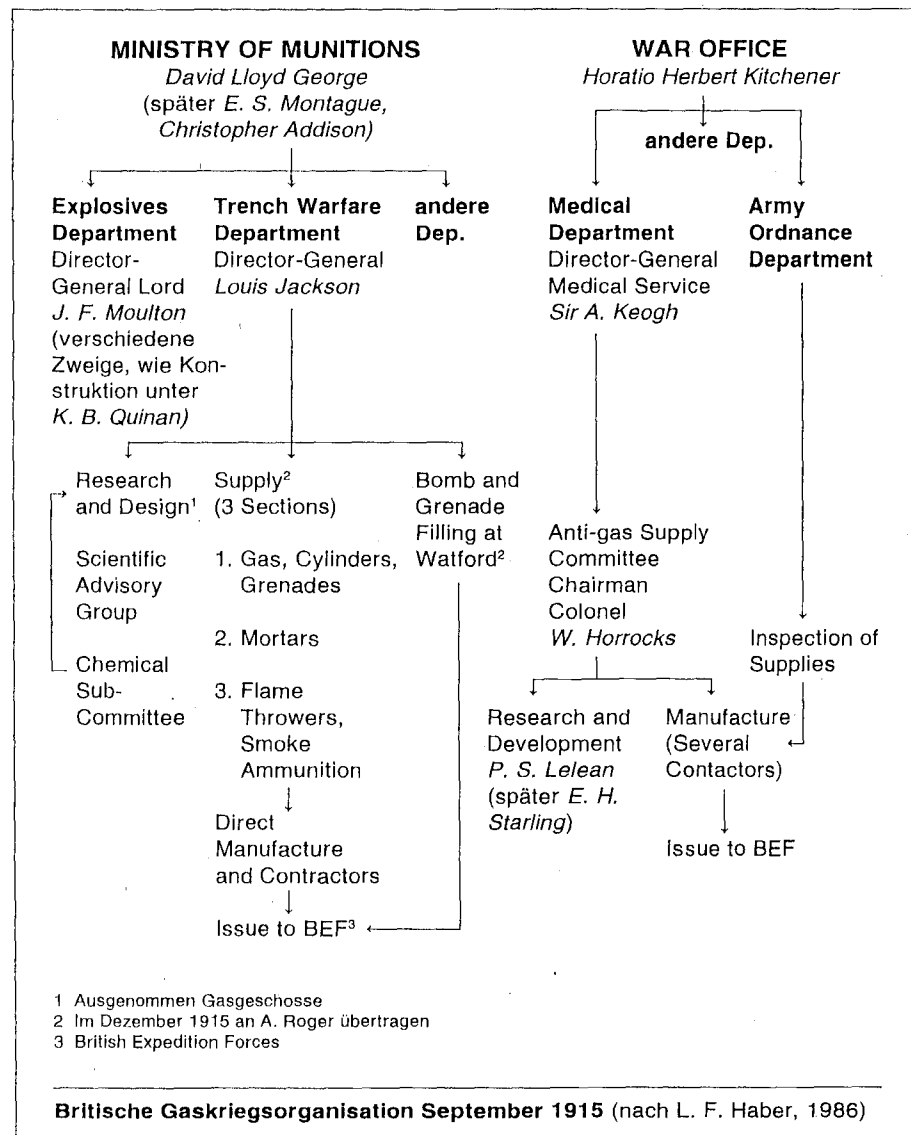 MINISTRY OF MUNITIONS
David Lloyd George
(später E. S. Montague,
Christopher Addison)
WAR OFFICE
Horatio Herbert Kitchener
andere Dep.
Explosives
Department
Director-
General Lord
J. F. Moulton
(verschiedene
Zweige, wie Kon-
struktion unter
K. B. Quinan)
Trench Warfare
Department
Director-General
Louis Jackson
andere
Dep.
Medical
Department
Director-General
Medical Service
Sir A. Keogh
Army
Ordnance
Department
Research
and Design¹
Scientific
Advisory
Group
Chemical
Sub-
Committee
Supply²
(3 Sections)
1. Gas, Cylinders,
Grenades
2. Mortars
3. Flame
Throwers,
Smoke
Ammunition
Direct
Manufacture
and Contractors
Issue to BEF³
Bomb and
Grenade
Filling at
Watford²
Anti-gas Supply
Committee
Chairman
Colonel
W. Horrocks
Inspection of
Supplies
Research and
Development
P. S. Lelean
(später E. H.
Starling)
Manufacture
(Several
Contactors)
Issue to BEF
1 Ausgenommen Gasgeschosse
2 Im Dezember 1915 an A. Roger übertragen
3 British Expedition Forces
Britische Gaskriegsorganisation September 1915 (nach L. F. Haber, 1986)